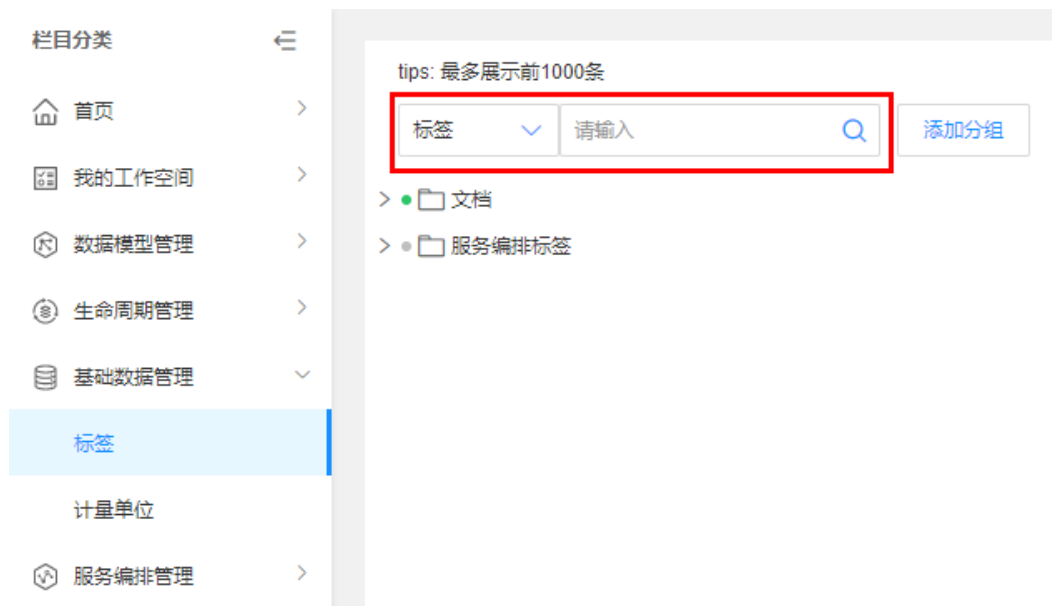 栏目分类
首页
我的工作空间
数据模型管理
生命周期管理
基础数据管理
标签
计量单位
服务编排管理
tips: 最多展示前1000条
标签 请输入 添加分组
文档
服务编排标签